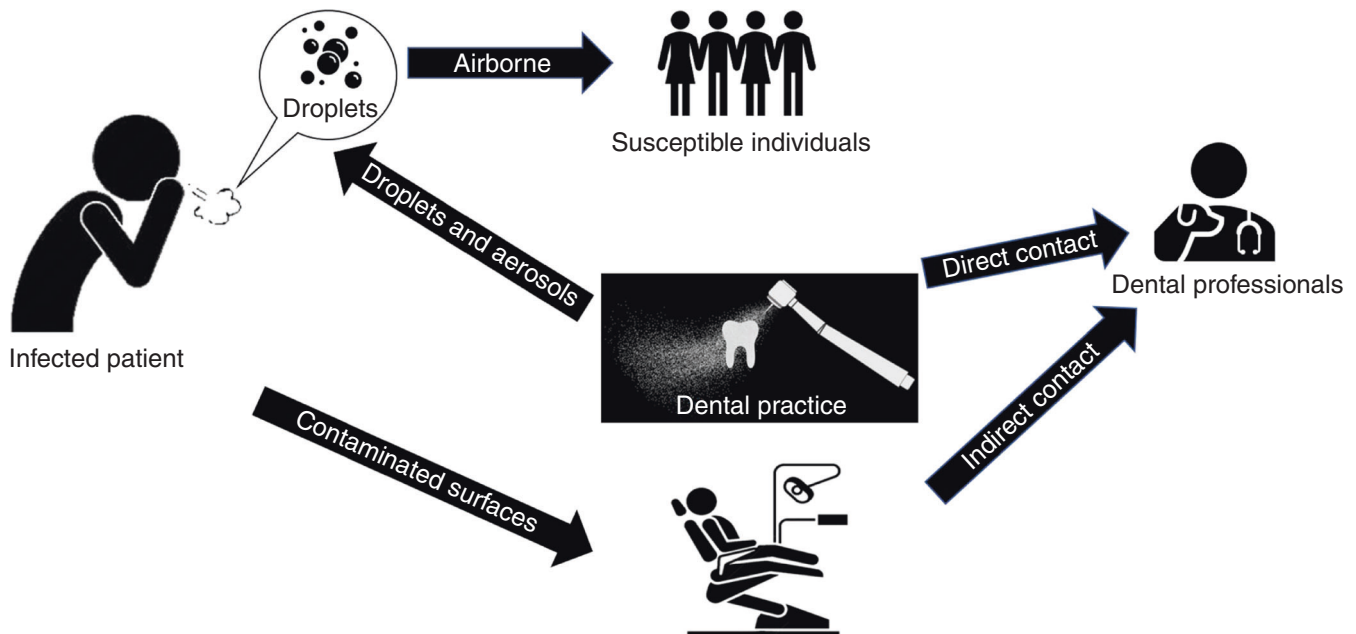 Droplets
Airborne
Susceptible individuals
Droplets and aerosols
Direct contact
Dental professionals
Infected patient
Dental practice
Indirect contact
Contaminated surfaces